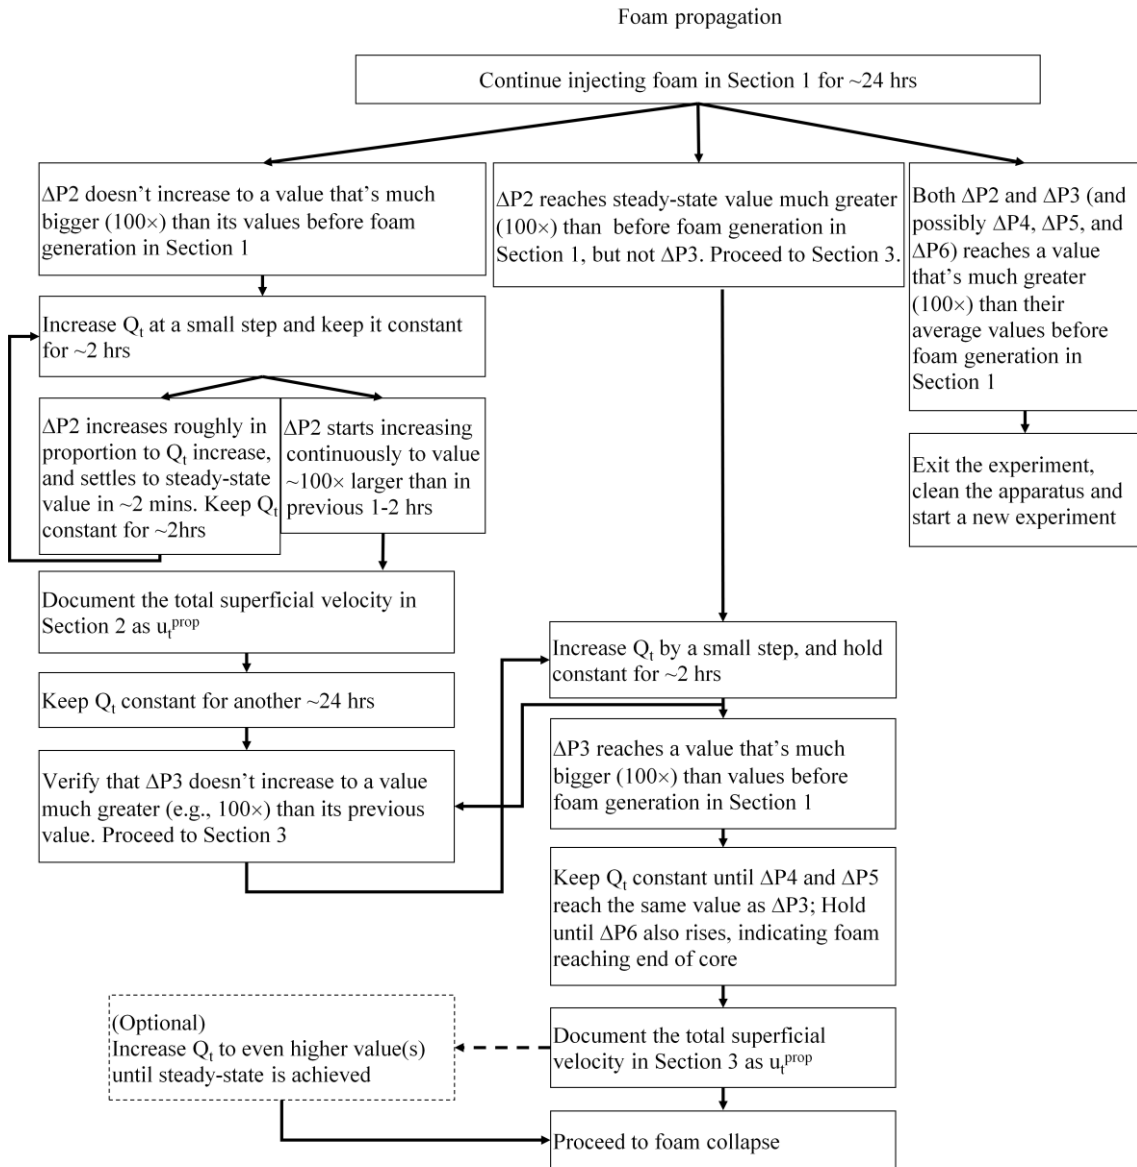 Foam propagation
Continue injecting foam in Section 1 for ~24 hrs
ΔP2 doesn't increase to a value that's much
bigger (100×) than its values before foam
generation in Section 1
ΔP2 reaches steady-state value much greater
(100×) than  before foam generation in
Section 1, but not ΔP3. Proceed to Section 3.
Both ΔP2 and ΔP3 (and
possibly ΔP4, ΔP5, and
ΔP6) reaches a value
that's much greater
(100×) than their
average values before
foam generation in
Section 1
Increase Qt at a small step and keep it constant
for ~2 hrs
ΔP2 increases roughly in
proportion to Qt increase,
and settles to steady-state
value in ~2 mins. Keep Qt
constant for ~2hrs
ΔP2 starts increasing
continuously to value
~100× larger than in
previous 1-2 hrs
Exit the experiment,
clean the apparatus and
start a new experiment
Document the total superficial velocity in
Section 2 as utprop
Keep Qt constant for another ~24 hrs
Verify that ΔP3 doesn't increase to a value
much greater (e.g., 100×) than its previous
value. Proceed to Section 3
Increase Qt by a small step, and hold
constant for ~2 hrs
ΔP3 reaches a value that's much
bigger (100×) than values before
foam generation in Section 1
Keep Qt constant until ΔP4 and ΔP5
reach the same value as ΔP3; Hold
until ΔP6 also rises, indicating foam
reaching end of core
Document the total superficial
velocity in Section 3 as utprop
(Optional)
Increase Qt to even higher value(s)
until steady-state is achieved
Proceed to foam collapse